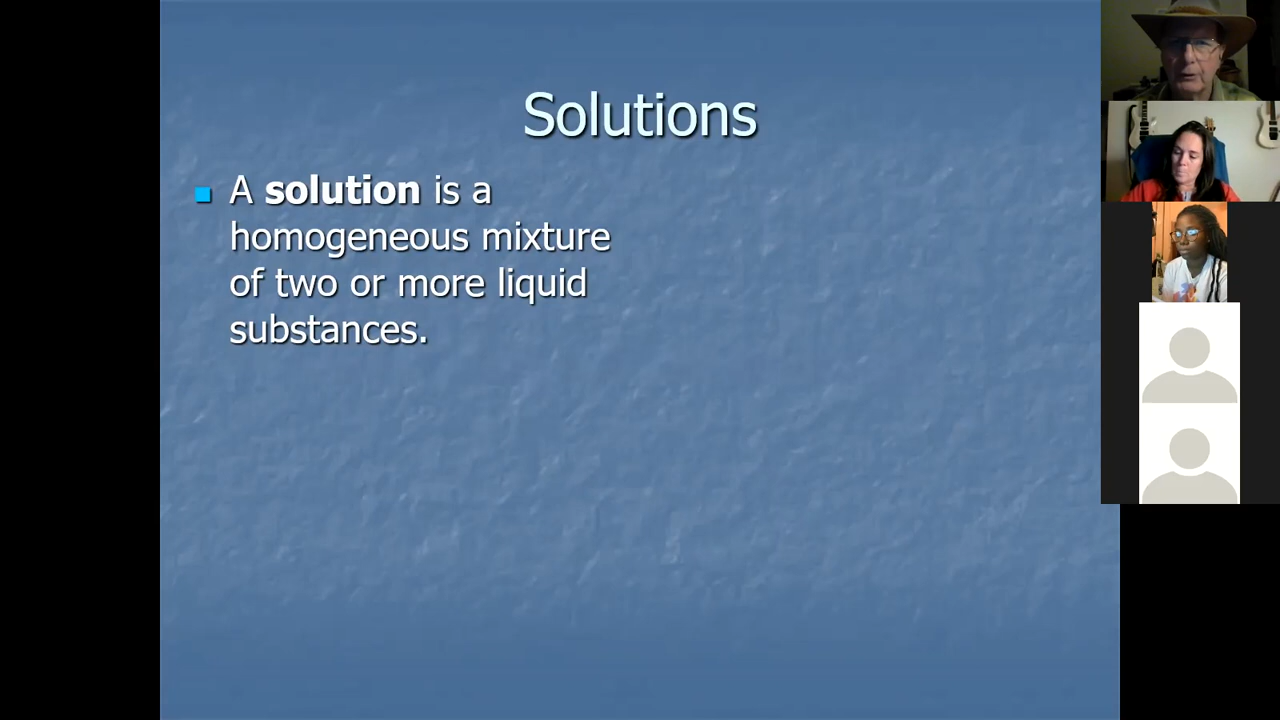 Solutions
A solution is a
homogeneous mixture
of two or more liquid
substances.